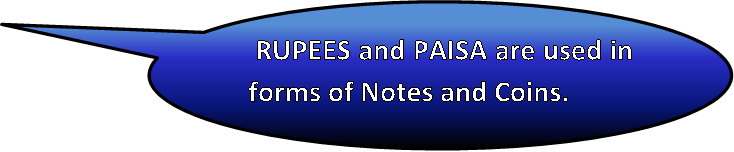 RUPEES and PAISA are used in
forms of Notes and Coins.